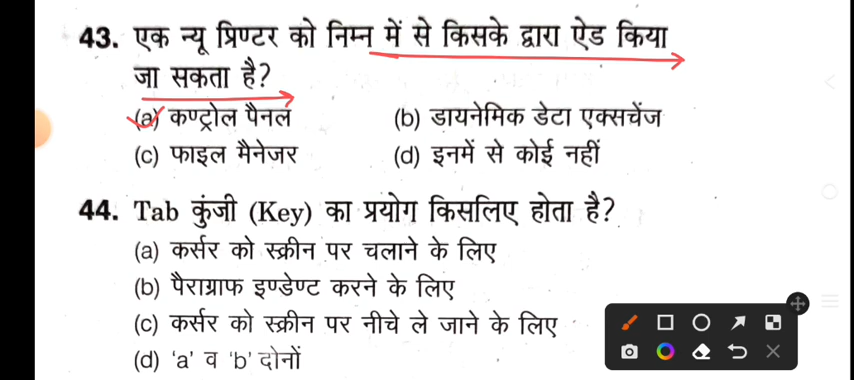 43. एक न्यू प्रिण्टर को निम्न में से किसके द्वारा ऐड किया
जा सकता है?
(a) कण्ट्रोल पैनल (b) डायनेमिक डेटा एक्सचेंज
(c) फाइल मैनेजर (d) इनमें से कोई नहीं
44. Tab कुंजी (Key) का प्रयोग किसलिए होता है?
(a) कर्सर को स्क्रीन पर चलाने के लिए
(b) पैराग्राफ इण्डेण्ट करने के लिए
(c) कर्सर को स्क्रीन पर नीचे ले जाने के लिए
(d) 'a' व 'b' दोनों